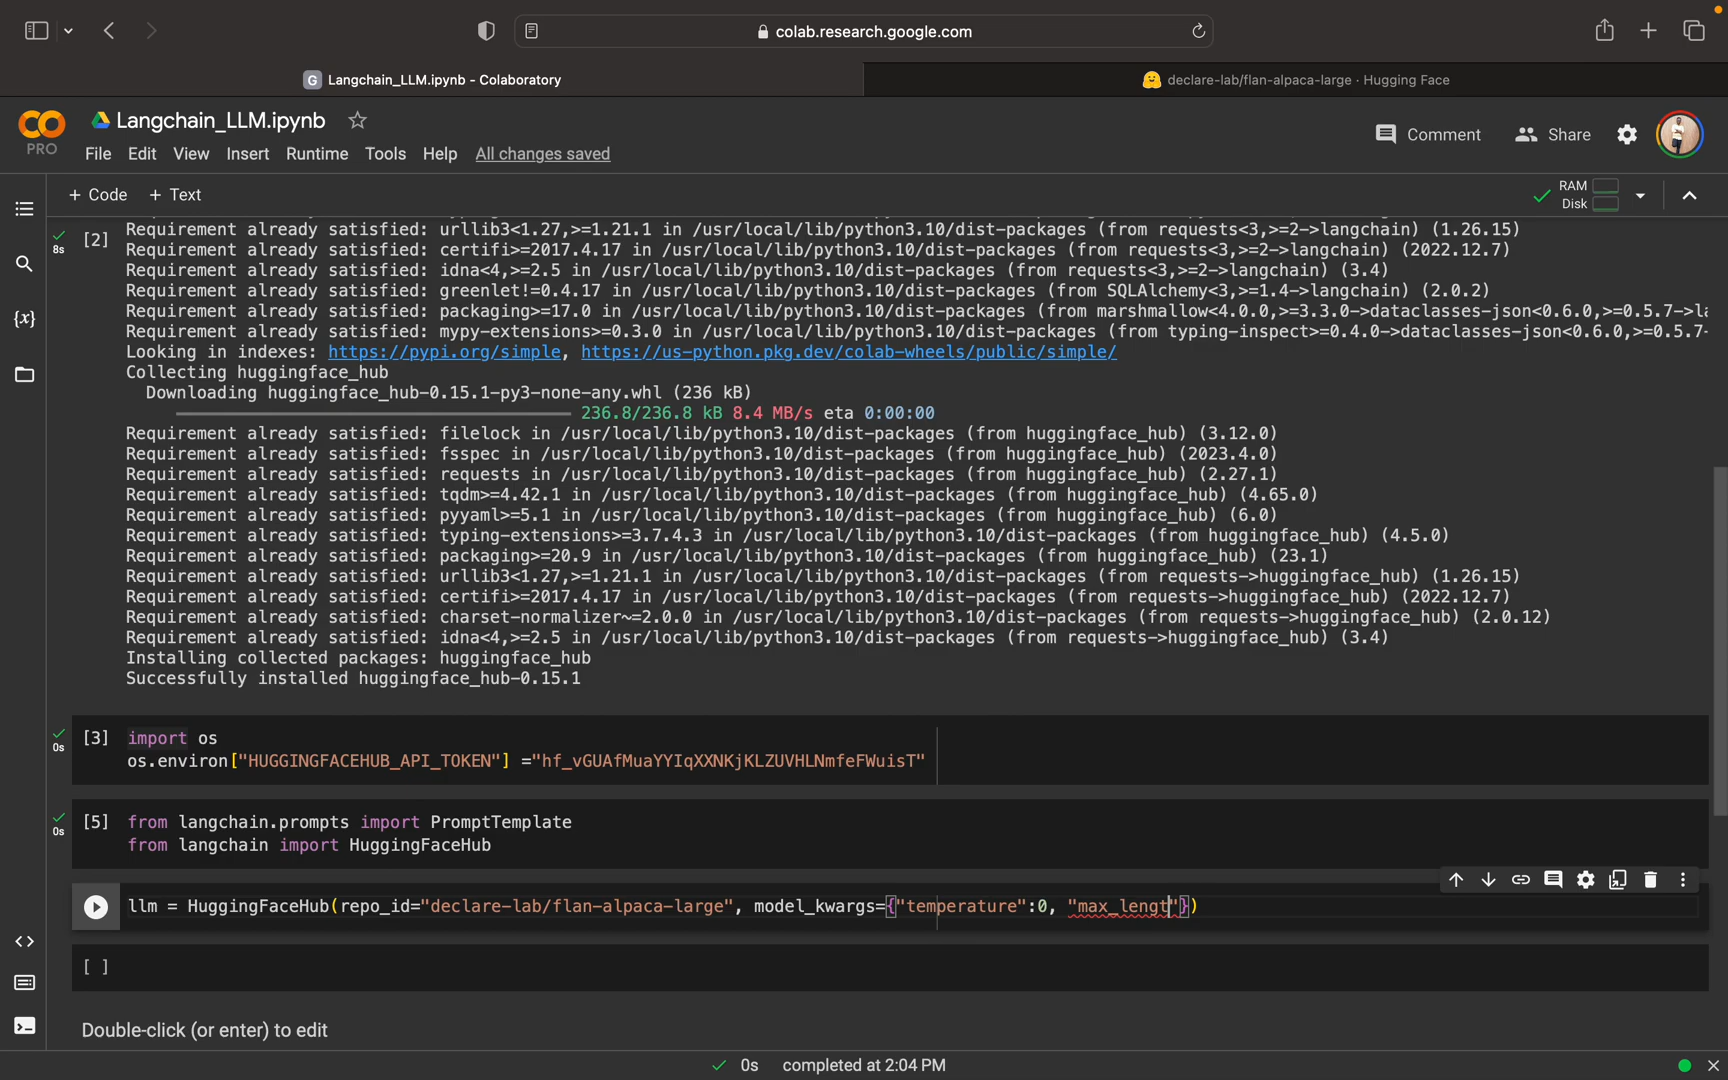 colab.research.google.com
G Langchain_LLM.ipynb - Colaboratory
declare-lab/flan-alpaca-large · Hugging Face
PRO
Langchain_LLM.ipynb
File Edit View Insert Runtime Tools Help All changes saved
Comment Share
+ Code + Text
RAM
Disk
8s
[2]
Requirement already satisfied: urllib3<1.27,>=1.21.1 in /usr/local/lib/python3.10/dist-packages (from requests<3,>=2->langchain) (1.26.15)
Requirement already satisfied: certifi>=2017.4.17 in /usr/local/lib/python3.10/dist-packages (from requests<3,>=2->langchain) (2022.12.7)
Requirement already satisfied: idna<4,>=2.5 in /usr/local/lib/python3.10/dist-packages (from requests<3,>=2->langchain) (3.4)
Requirement already satisfied: greenlet!=0.4.17 in /usr/local/lib/python3.10/dist-packages (from SQLAlchemy<3,>=1.4->langchain) (2.0.2)
Requirement already satisfied: packaging>=17.0 in /usr/local/lib/python3.10/dist-packages (from marshmallow<4.0.0,>=3.3.0->dataclasses-json<0.6.0,>=0.5.7->la
Requirement already satisfied: mypy-extensions>=0.3.0 in /usr/local/lib/python3.10/dist-packages (from typing-inspect>=0.4.0->dataclasses-json<0.6.0,>=0.5.7-
Looking in indexes: https://pypi.org/simple, https://us-python.pkg.dev/colab-wheels/public/simple/
Collecting huggingface_hub
Downloading huggingface_hub-0.15.1-py3-none-any.whl (236 kB)
236.8/236.8 kB 8.4 MB/s eta 0:00:00
Requirement already satisfied: filelock in /usr/local/lib/python3.10/dist-packages (from huggingface_hub) (3.12.0)
Requirement already satisfied: fsspec in /usr/local/lib/python3.10/dist-packages (from huggingface_hub) (2023.4.0)
Requirement already satisfied: requests in /usr/local/lib/python3.10/dist-packages (from huggingface_hub) (2.27.1)
Requirement already satisfied: tqdm>=4.42.1 in /usr/local/lib/python3.10/dist-packages (from huggingface_hub) (4.65.0)
Requirement already satisfied: pyyaml>=5.1 in /usr/local/lib/python3.10/dist-packages (from huggingface_hub) (6.0)
Requirement already satisfied: typing-extensions>=3.7.4.3 in /usr/local/lib/python3.10/dist-packages (from huggingface_hub) (4.5.0)
Requirement already satisfied: packaging>=20.9 in /usr/local/lib/python3.10/dist-packages (from huggingface_hub) (23.1)
Requirement already satisfied: urllib3<1.27,>=1.21.1 in /usr/local/lib/python3.10/dist-packages (from requests->huggingface_hub) (1.26.15)
Requirement already satisfied: certifi>=2017.4.17 in /usr/local/lib/python3.10/dist-packages (from requests->huggingface_hub) (2022.12.7)
Requirement already satisfied: charset-normalizer~=2.0.0 in /usr/local/lib/python3.10/dist-packages (from requests->huggingface_hub) (2.0.12)
Requirement already satisfied: idna<4,>=2.5 in /usr/local/lib/python3.10/dist-packages (from requests->huggingface_hub) (3.4)
Installing collected packages: huggingface_hub
Successfully installed huggingface_hub-0.15.1
0s
[3] import os
os.environ["HUGGINGFACEHUB_API_TOKEN"] ="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"
0s
[5] from langchain.prompts import PromptTemplate
from langchain import HuggingFaceHub
llm = HuggingFaceHub(repo_id="declare-lab/flan-alpaca-large", model_kwargs={"temperature":0, "max_lengt"})
[ ]
Double-click (or enter) to edit
0s completed at 2:04 PM